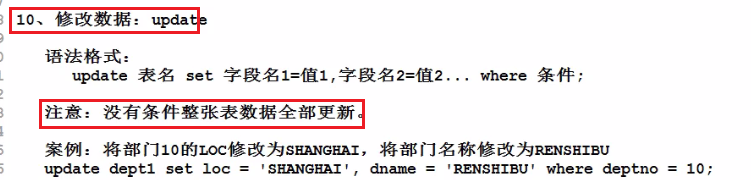 10、修改数据：update
语法格式：
update 表名 set 字段名1=值1,字段名2=值2... where 条件;
注意：没有条件整张表数据全部更新。
案例：将部门10的LOC修改为SHANGHAI，将部门名称修改为RENSHIBU
update dept1 set loc = 'SHANGHAI', dname = 'RENSHIBU' where deptno = 10;